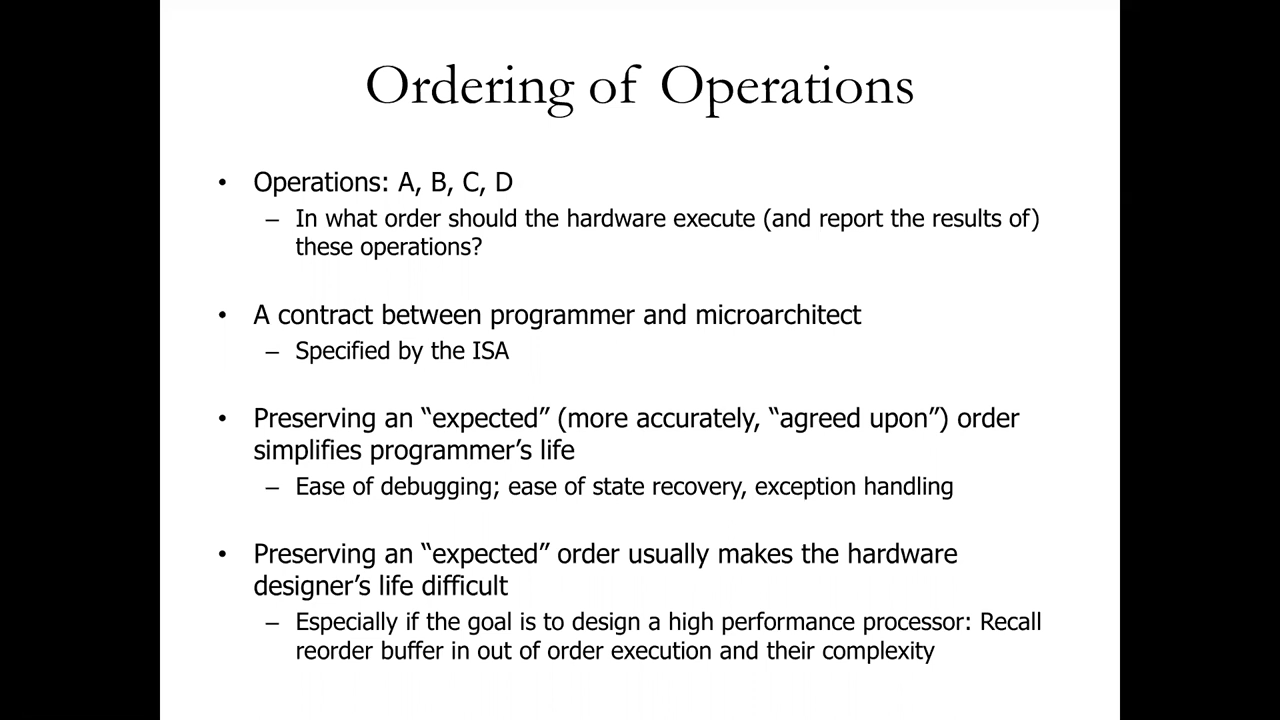 Ordering of Operations
• Operations: A, B, C, D
– In what order should the hardware execute (and report the results of)
these operations?
• A contract between programmer and microarchitect
– Specified by the ISA
• Preserving an “expected” (more accurately, “agreed upon”) order
simplifies programmer’s life
– Ease of debugging; ease of state recovery, exception handling
• Preserving an “expected” order usually makes the hardware
designer’s life difficult
– Especially if the goal is to design a high performance processor: Recall
reorder buffer in out of order execution and their complexity